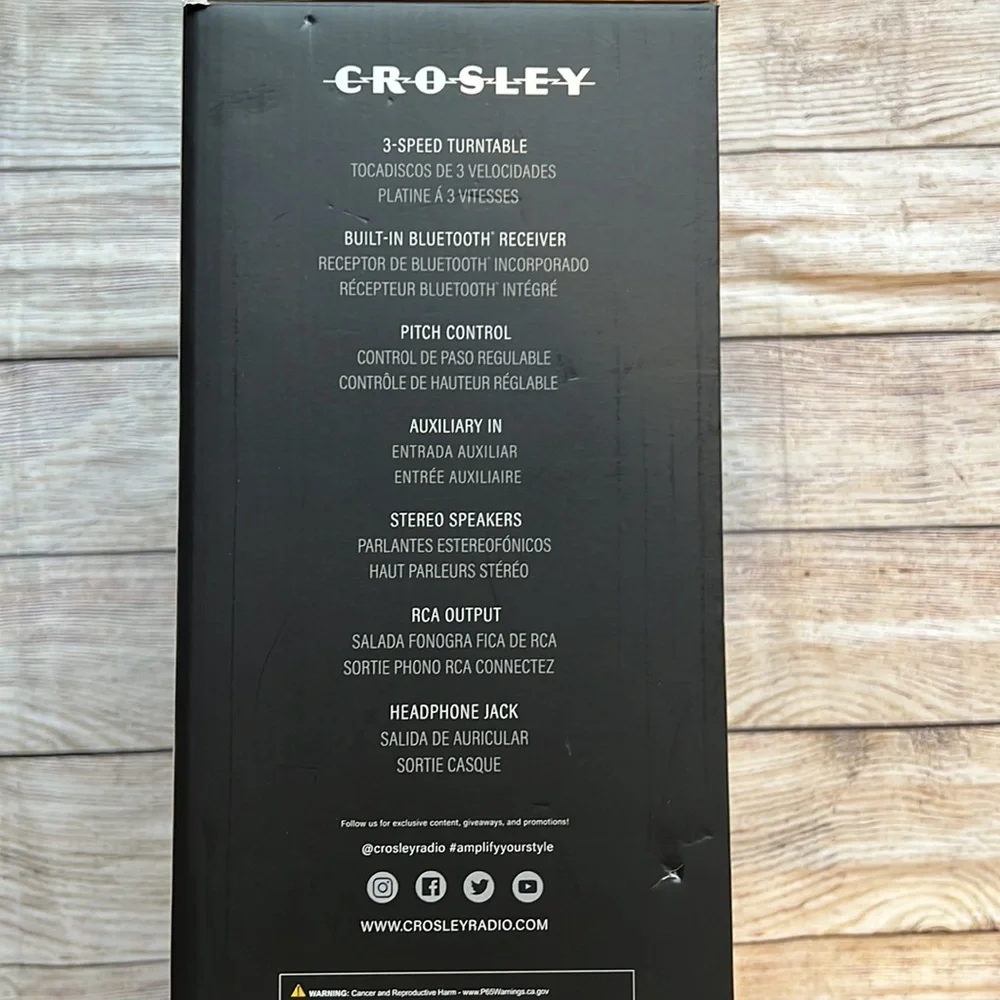 CROSLEY
3-SPEED TURNTABLE
TOCADISCOS DE 3 VELOCIDADES
PLATINE Á 3 VITESSES
BUILT-IN BLUETOOTH® RECEIVER
RECEPTOR DE BLUETOOTH® INCORPORADO
RÉCEPTEUR BLUETOOTH® INTÉGRÉ
PITCH CONTROL
CONTROL DE PASO REGULABLE
CONTRÔLE DE HAUTEUR RÉGLABLE
AUXILIARY IN
ENTRADA AUXILIAR
ENTRÉE AUXILIAIRE
STEREO SPEAKERS
PARLANTES ESTEREOFÓNICOS
HAUT PARLEURS STÉRÉO
RCA OUTPUT
SALADA FONOGRA FICA DE RCA
SORTIE PHONO RCA CONNECTEZ
HEADPHONE JACK
SALIDA DE AURICULAR
SORTIE CASQUE
Follow us for exclusive content, giveaways, and promotions!
@crosleyradio #amplifyyourstyle
WWW.CROSLEYRADIO.COM
WARNING: Cancer and Reproductive Harm - www.P65Warnings.ca.gov